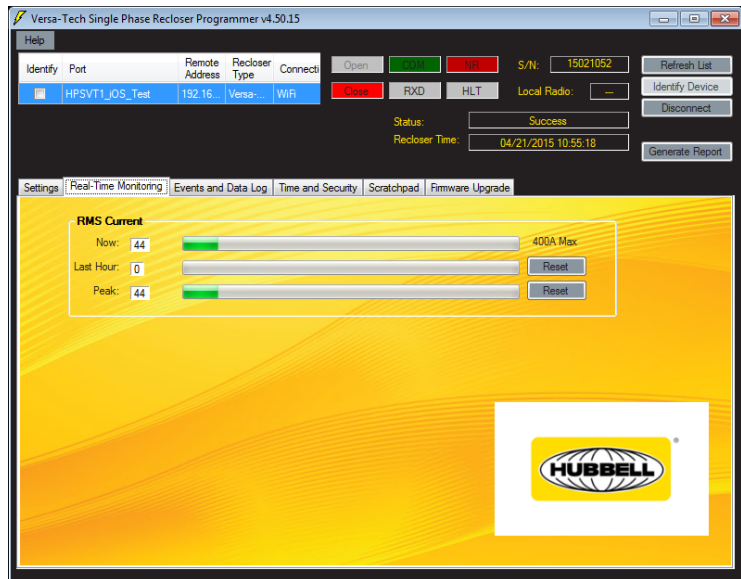 Versa-Tech Single Phase Recloser Programmer v4.50.15
Help
Identify Port Remote Address Recloser Type Connecti
HPSVT1_iOS_Test 192.16... Versa-... WiFi
Open COM NR S/N: 15021052 Refresh List
Close RXD HLT Local Radio: --- Identify Device
Disconnect
Status: Success
Recloser Time: 04/21/2015 10:55:18
Generate Report
Settings Real-Time Monitoring Events and Data Log Time and Security Scratchpad Firmware Upgrade
RMS Current
Now: 44 400A Max
Last Hour: 0 Reset
Peak: 44 Reset
HUBBELL